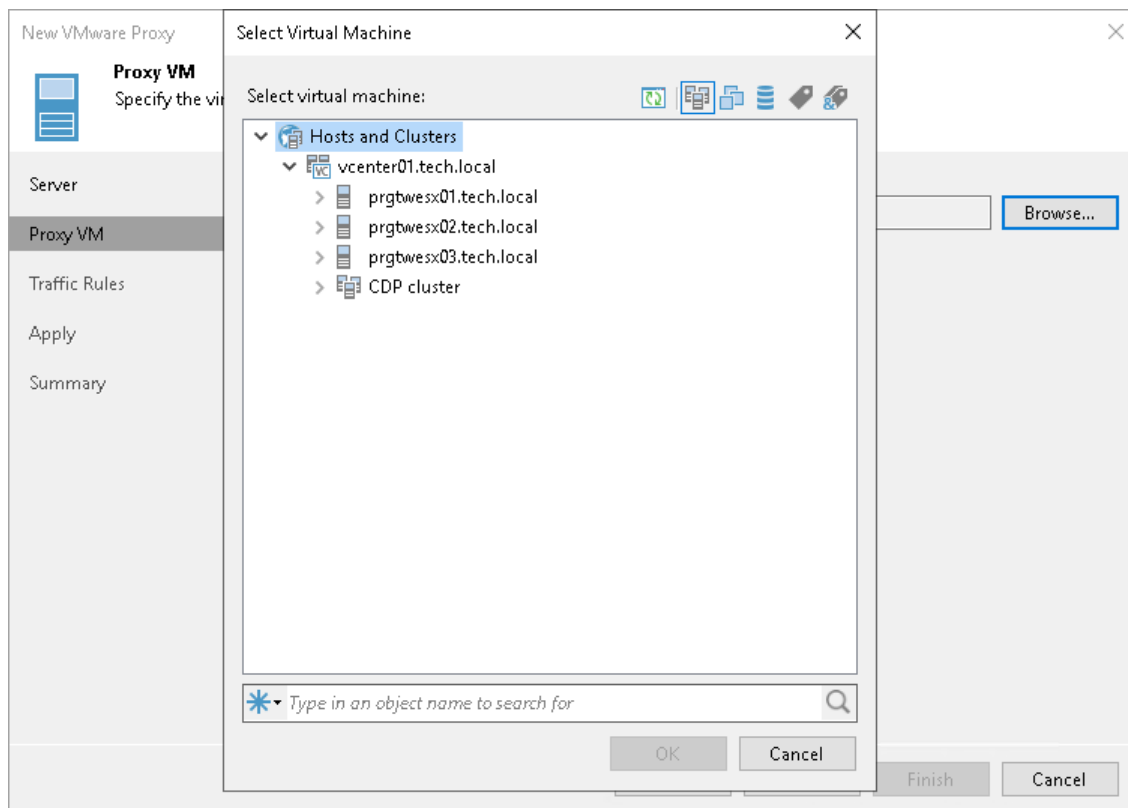 New VMware Proxy
Select Virtual Machine
Proxy VM
Specify the vir
Select virtual machine:
Hosts and Clusters
VC
vcenter01.tech.local
prgtwesx01.tech.local
prgtwesx02.tech.local
prgtwesx03.tech.local
CDP cluster
Server
Proxy VM
Traffic Rules
Apply
Summary
Browse...
Type in an object name to search for
OK
Cancel
Finish
Cancel